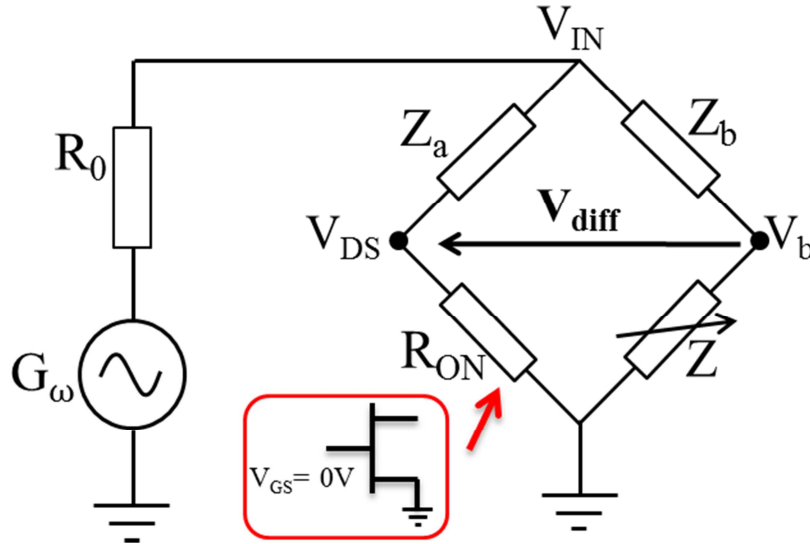 V_IN
R_0
Z_a
Z_b
V_diff
V_DS
V_b
R_ON
Z
G_ω
V_GS= 0V